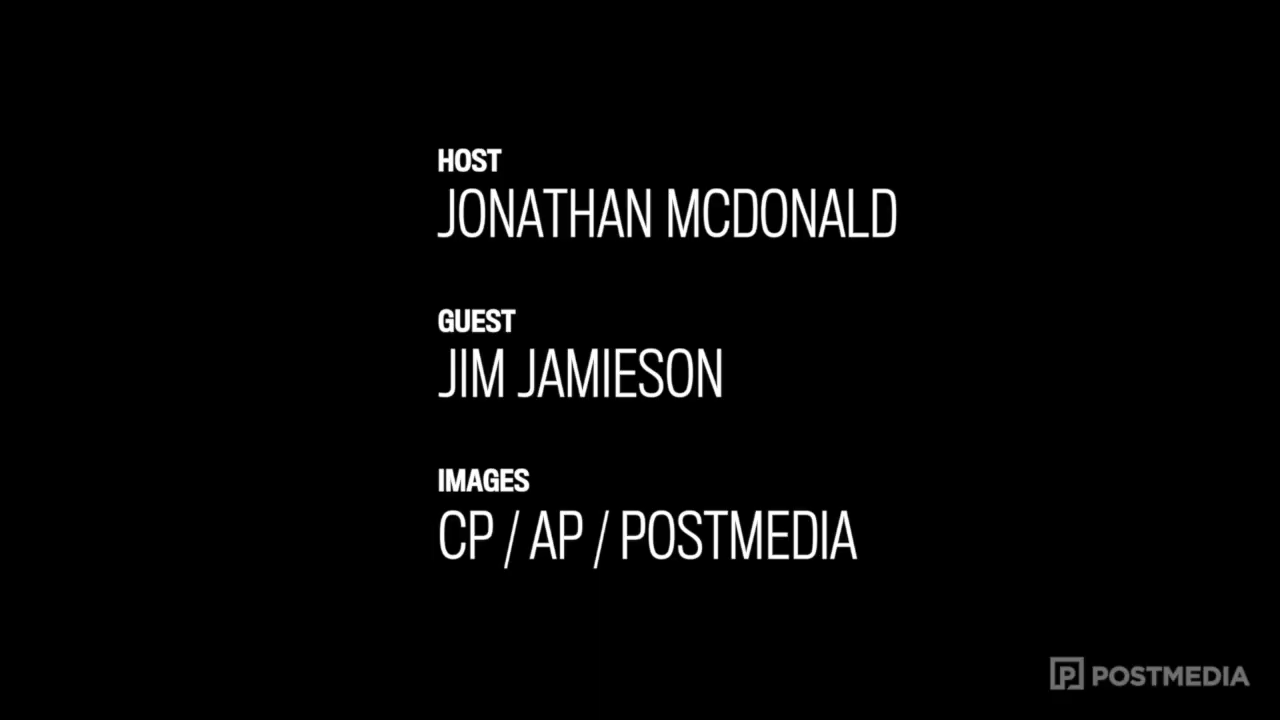 HOST
JONATHAN MCDONALD
GUEST
JIM JAMIESON
IMAGES
CP / AP / POSTMEDIA
P POSTMEDIA